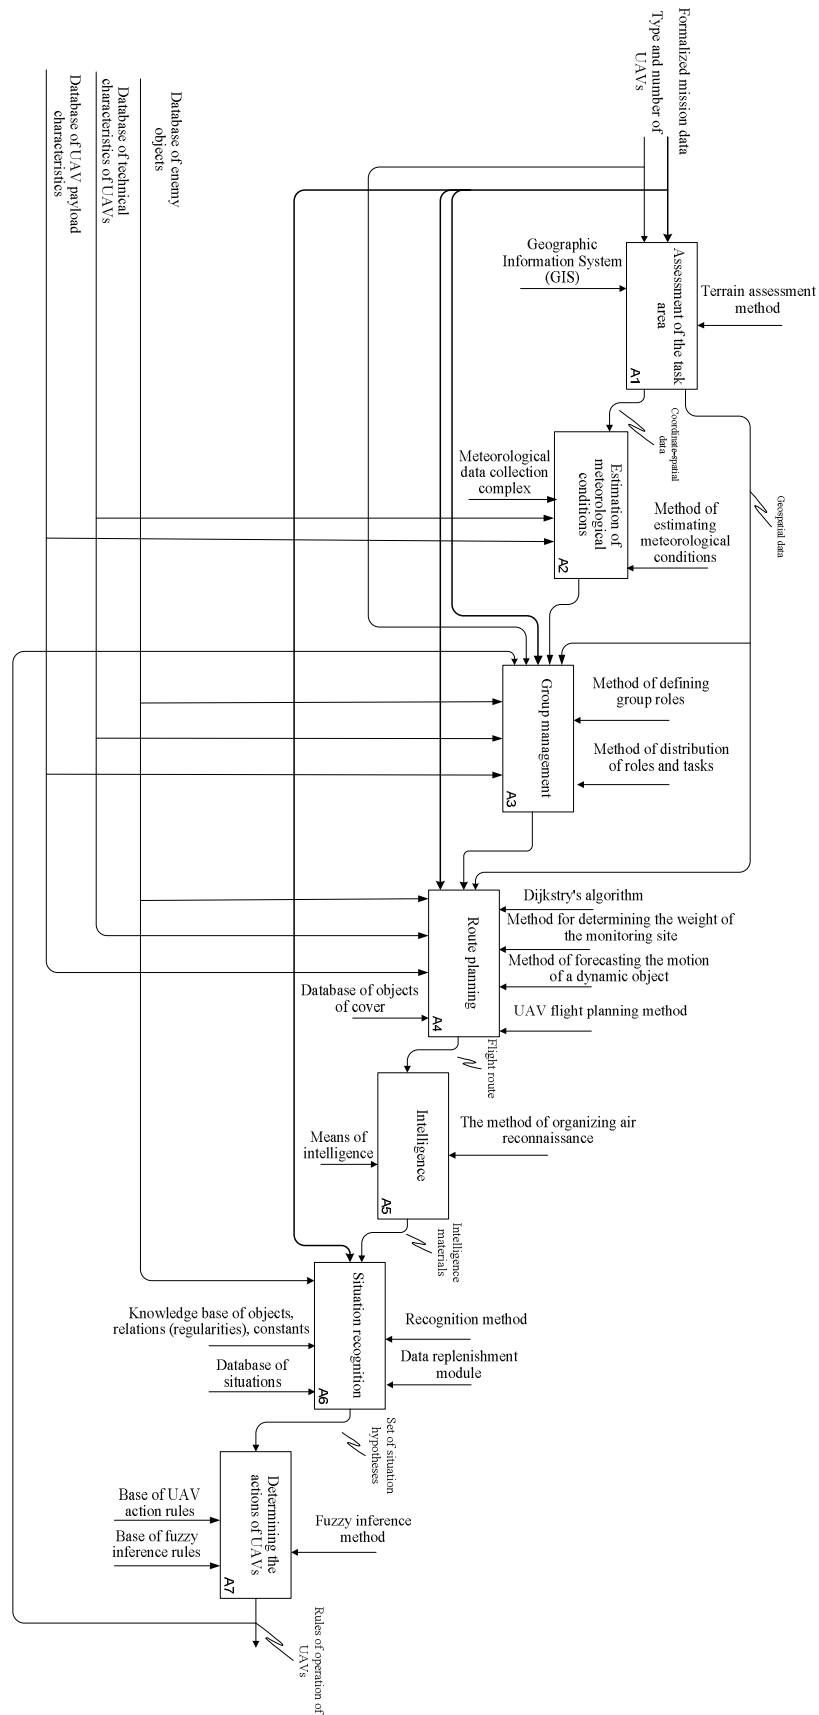 Formalized mission data
Type and number of
UAVs
Database of enemy
objects
Database of technical
characteristics of UAVs
Database of UAV payload
characteristics
Geographic
Information System
(GIS)
Assessment of the task
area
A1
Terrain assessment
method
Coordinate-spatial
data
Geospatial data
Meteorological
data collection
complex
Estimation of
meteorological
conditions
A2
Method of
estimating
meteorological
conditions
Group management
A3
Method of defining
group roles
Method of distribution
of roles and tasks
Route planning
A4
Dijkstry's algorithm
Method for determining the weight of
the monitoring site
Method of forecasting the motion
of a dynamic object
UAV flight planning method
Database of objects
of cover
Flight route
Intelligence
A5
The method of organizing air
reconnaissance
Means of
intelligence
Intelligence
materials
Situation recognition
A6
Knowledge base of objects,
relations (regularities), constants
Database of
situations
Recognition method
Data replenishment
module
Set of situation
hypotheses
Determining the
actions of UAVs
A7
Base of UAV
action rules
Base of fuzzy
inference rules
Fuzzy inference
method
Rules of operation of
UAVs